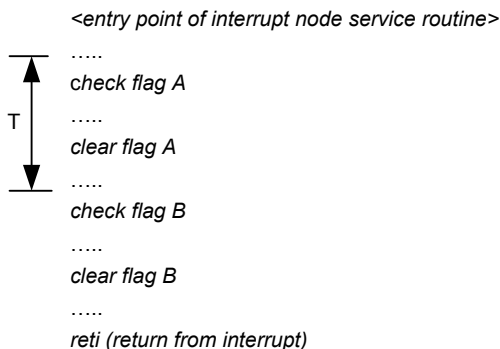 <entry point of interrupt node service routine>
.....
check flag A
T
.....
clear flag A
.....
check flag B
.....
clear flag B
.....
reti (return from interrupt)